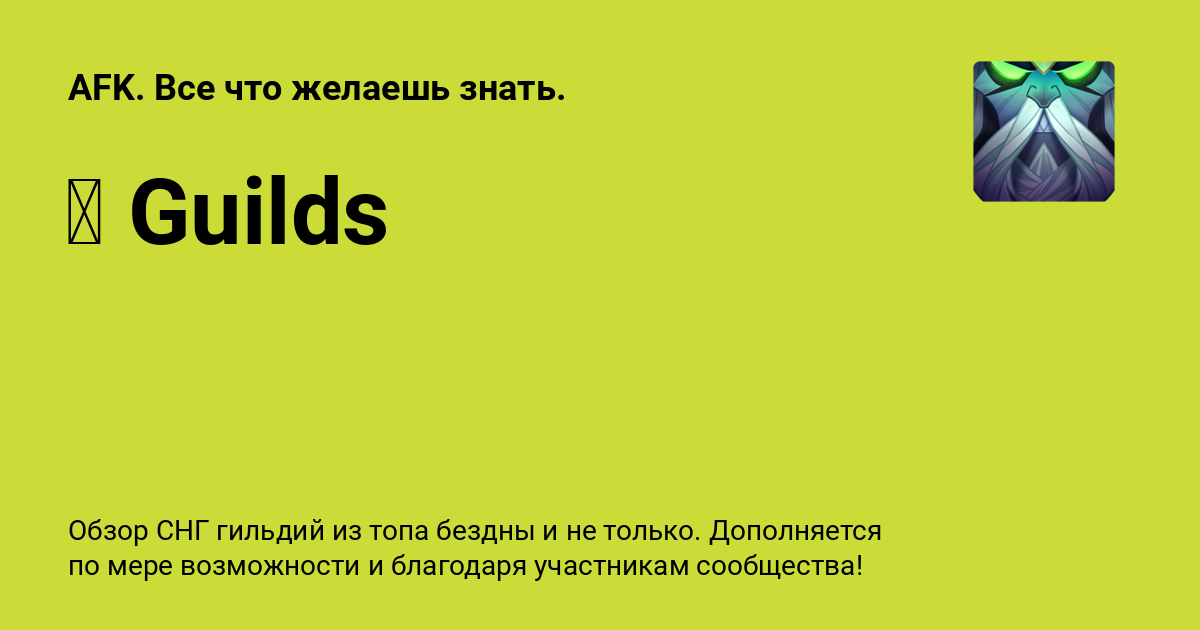 AFK. Все что желаешь знать.
Guilds
Обзор СНГ гильдий из топа бездны и не только. Дополняется
по мере возможности и благодаря участникам сообщества!